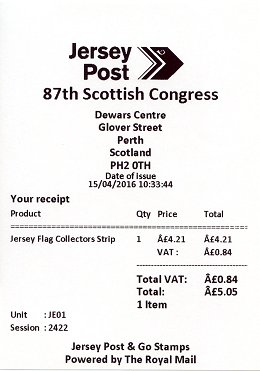 Jersey
Post
87th Scottish Congress
Dewars Centre
Glover Street
Perth
Scotland
PH2 0TH
Date of Issue
15/04/2016 10:33:44
Your receipt
Product Qty Price Total
Jersey Flag Collectors Strip 1 Â£4.21 Â£4.21
VAT : Â£0.84
Total VAT: Â£0.84
Total: Â£5.05
1 Item
Unit : JE01
Session : 2422
Jersey Post & Go Stamps
Powered by The Royal Mail